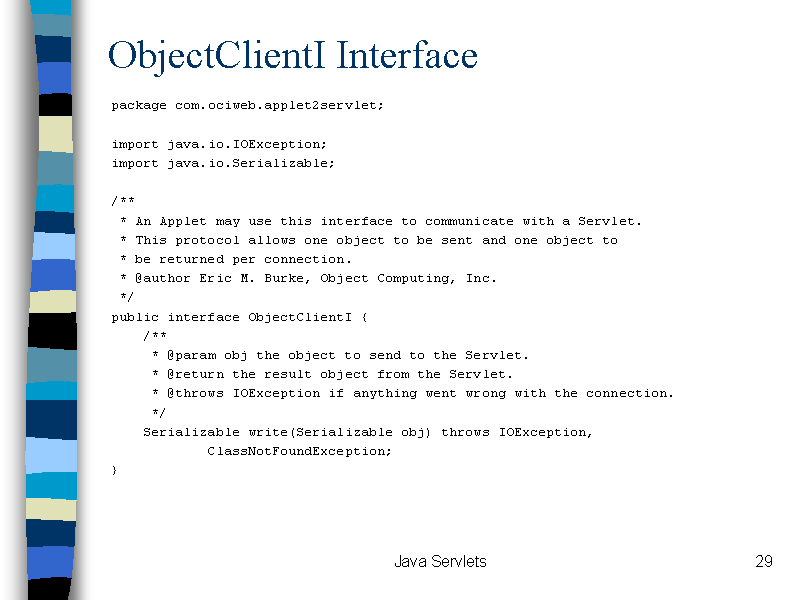 ObjectClientI Interface
package com.ociweb.applet2servlet;
import java.io.IOException;
import java.io.Serializable;
/**
* An Applet may use this interface to communicate with a Servlet.
* This protocol allows one object to be sent and one object to
* be returned per connection.
* @author Eric M. Burke, Object Computing, Inc.
*/
public interface ObjectClientI {
/**
* @param obj the object to send to the Servlet.
* @return the result object from the Servlet.
* @throws IOException if anything went wrong with the connection.
*/
Serializable write(Serializable obj) throws IOException,
ClassNotFoundException;
}
Java Servlets
29